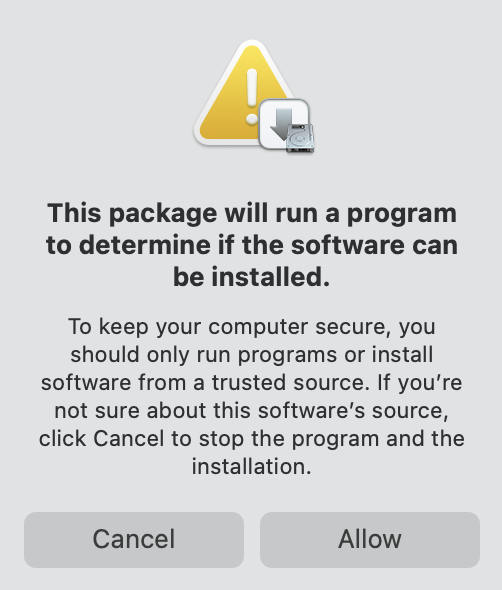 This package will run a program
to determine if the software can
be installed.
To keep your computer secure, you
should only run programs or install
software from a trusted source. If you’re
not sure about this software’s source,
click Cancel to stop the program and the
installation.
Cancel
Allow